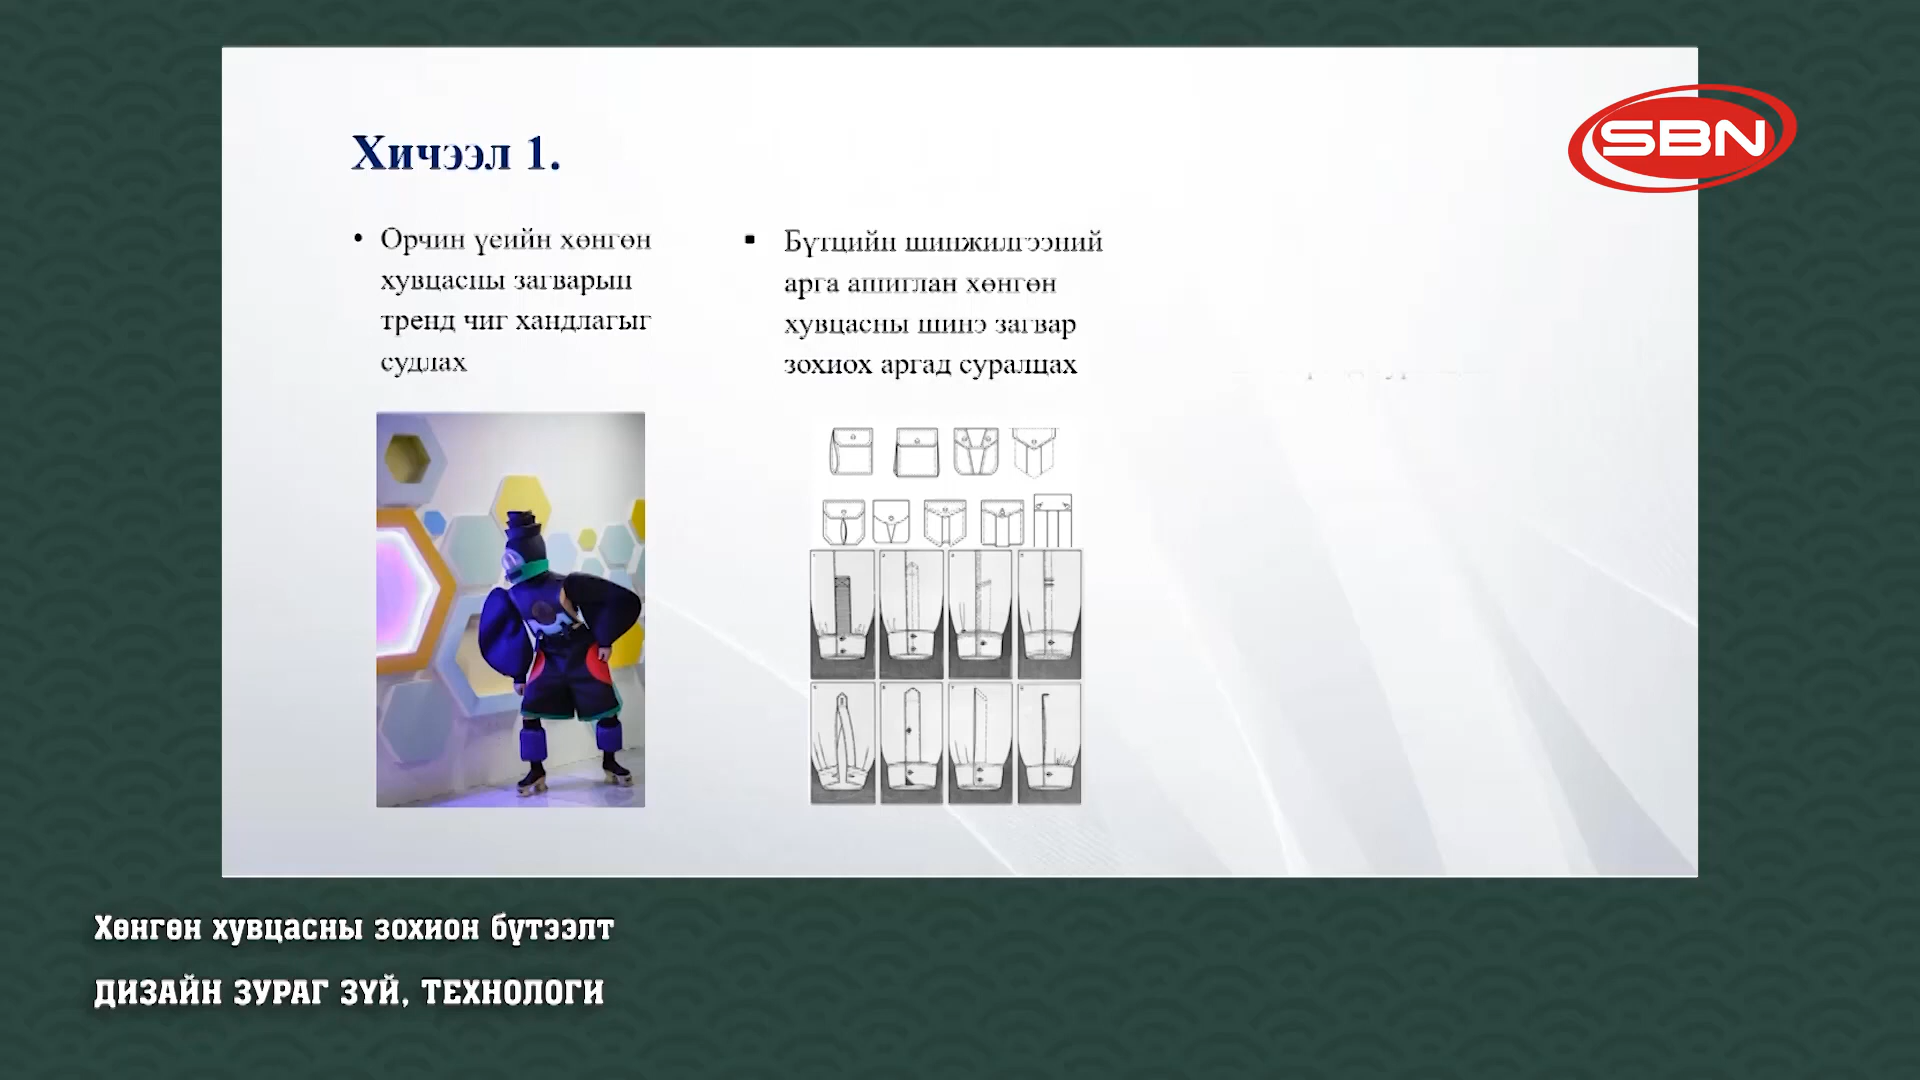 SBN
Хичээл 1.
• Орчин үеийн хөнгөн
хувцасны загварын
тренд чиг хандлагыг
судлах
▪ Бүтцийн шинжилгээний
арга ашиглан хөнгөн
хувцасны шинэ загвар
зохиох аргад суралцах
Хөнгөн хувцасны зохион бүтээлт
ДИЗАЙН ЗУРАГ ЗҮЙ, ТЕХНОЛОГИ